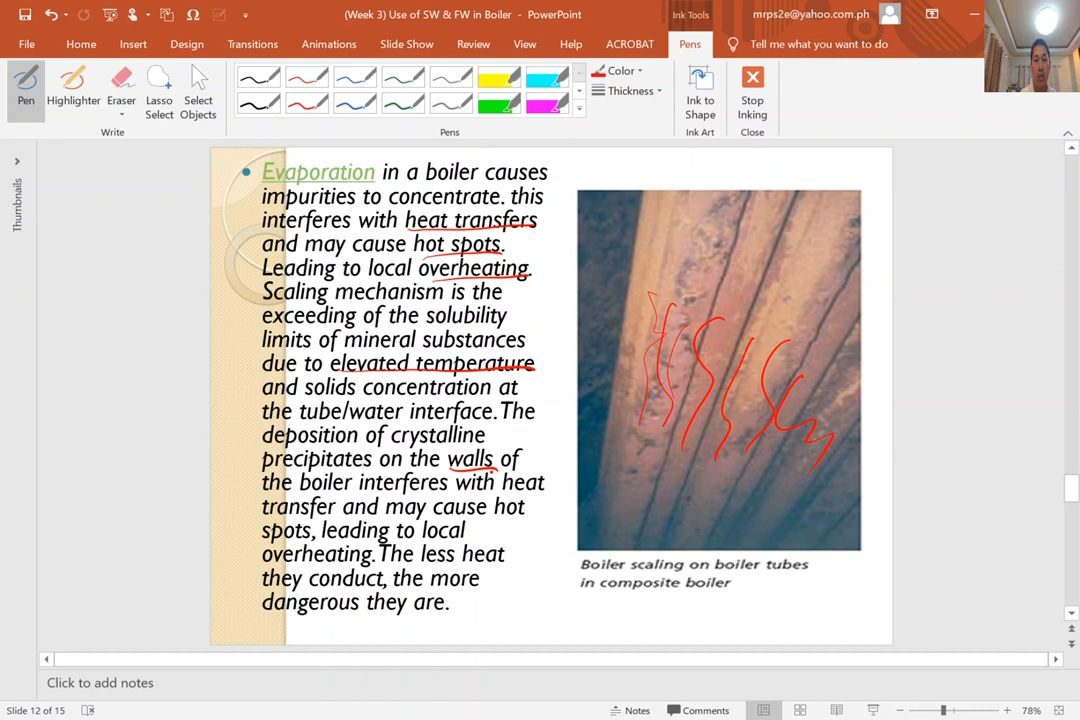 (Week 3) Use of SW & FW in Boiler - PowerPoint
Ink Tools
mrps2e@yahoo.com.ph
File Home Insert Design Transitions Animations Slide Show Review View Help ACROBAT Pens Tell me what you want to do
Pen Highlighter Eraser Lasso Select Select Objects
Color
Thickness
Ink to Shape
Stop Inking
Write Pens Ink Art Close
Thumbnails
Evaporation in a boiler causes
impurities to concentrate. this
interferes with heat transfers
and may cause hot spots.
Leading to local overheating.
Scaling mechanism is the
exceeding of the solubility
limits of mineral substances
due to elevated temperature
and solids concentration at
the tube/water interface. The
deposition of crystalline
precipitates on the walls of
the boiler interferes with heat
transfer and may cause hot
spots, leading to local
overheating. The less heat
they conduct, the more
dangerous they are.
Boiler scaling on boiler tubes
in composite boiler
Click to add notes
Slide 12 of 15 Notes Comments 78%